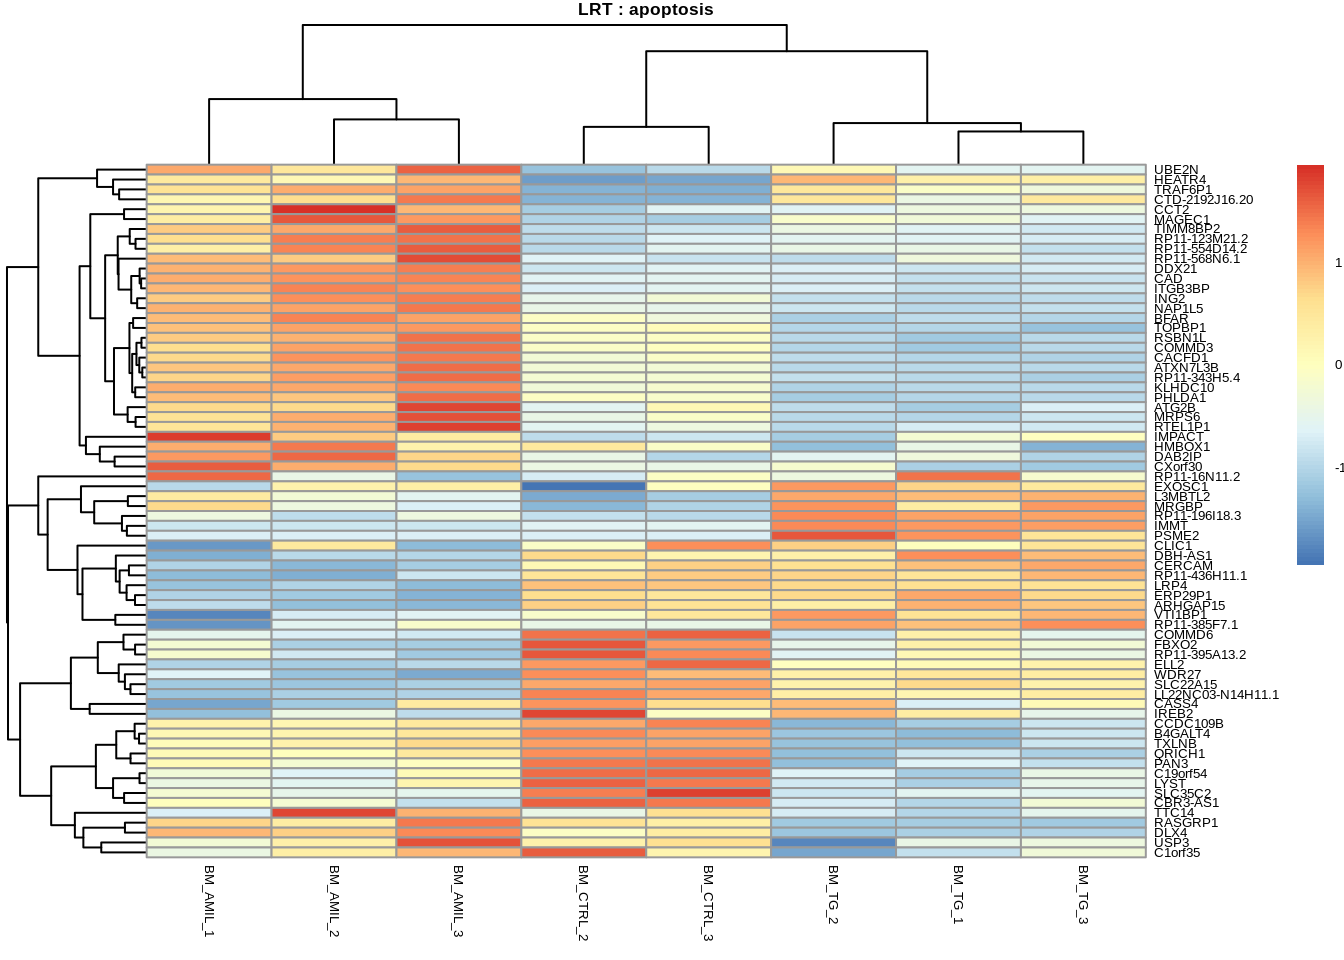 LRT : apoptosis
UBE2N
HEATR4
TRAF6P1
CTD-2192J16.20
CCT2
MAGEC1
TIMM8BP2
RP11-123M21.2
RP11-554D14.2
RP11-568N6.1
DDX21
CAD
ITGB3BP
ING2
NAP1L5
BFAR
TOPBP1
RSBN1L
COMMD3
CACFD1
ATXN7L3B
RP11-343H5.4
KLHDC10
PHLDA1
ATG2B
MRPS6
RTEL1P1
IMPACT
HMBOX1
DAB2IP
CXorf30
RP11-16N11.2
EXOSC1
L3MBTL2
MRGBP
RP11-196I18.3
IMMT
PSME2
CLIC1
DBH-AS1
CERCAM
RP11-436H11.1
LRP4
ERP29P1
ARHGAP15
VTI1BP1
RP11-385F7.1
COMMD6
FBXO2
RP11-395A13.2
ELL2
WDR27
SLC22A15
LL22NC03-N14H11.1
CASS4
IREB2
CCDC109B
B4GALT4
TXLNB
QRICH1
PAN3
C19orf54
LYST
SLC35C2
CBR3-AS1
TTC14
RASGRP1
DLX4
USP3
C1orf35
1
0
-1
BM_AMIL_1
BM_AMIL_2
BM_AMIL_3
BM_CTRL_2
BM_CTRL_3
BM_TG_2
BM_TG_1
BM_TG_3